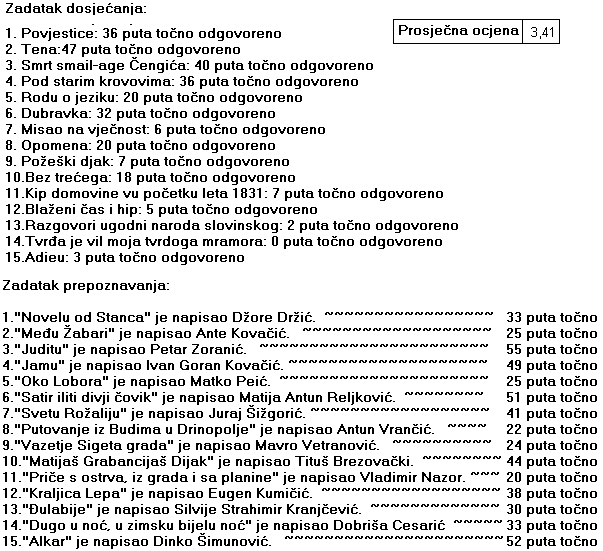 Zadatak dosjećanja:
Prosječna ocjena 3,41
1. Povjestice: 36 puta točno odgovoreno
2. Tena:47 puta točno odgovoreno
3. Smrt smail-age Čengića: 40 puta točno odgovoreno
4. Pod starim krovovima: 36 puta točno odgovoreno
5. Rodu o jeziku: 20 puta točno odgovoreno
6. Dubravka: 32 puta točno odgovoreno
7. Misao na vječnost: 6 puta točno odgovoreno
8. Opomena: 20 puta točno odgovoreno
9. Požeški djak: 7 puta točno odgovoreno
10.Bez trećega: 18 puta točno odgovoreno
11.Kip domovine vu početku leta 1831: 7 puta točno odgovoreno
12.Blaženi čas i hip: 5 puta točno odgovoreno
13.Razgovori ugodni naroda slovinskog: 2 puta točno odgovoreno
14.Tvrđa je vil moja tvrdoga mramora: 0 puta točno odgovoreno
15.Adieu: 3 puta točno odgovoreno
Zadatak prepoznavanja:
1."Novelu od Stanca" je napisao Džore Držić. ~~~~~~~~~~~~~~~~~ 33 puta točno
2."Među Žabari" je napisao Ante Kovačić. ~~~~~~~~~~~~~~~~~~~ 25 puta točno
3."Juditu" je napisao Petar Zoranić. ~~~~~~~~~~~~~~~~~~~~~~~ 55 puta točno
4."Jamu" je napisao Ivan Goran Kovačić. ~~~~~~~~~~~~~~~~~~~~ 49 puta točno
5."Oko Lobora" je napisao Matko Peić. ~~~~~~~~~~~~~~~~~~~~~ 25 puta točno
6."Satir iliti divji čovik" je napisao Matija Antun Reljković. ~~~~~~~~ 51 puta točno
7."Svetu Rožaliju" je napisao Juraj Šižgorić. ~~~~~~~~~~~~~~~~~~ 41 puta točno
8."Putovanje iz Budima u Drinopolje" je napisao Antun Vrančić. ~~~~ 22 puta točno
9."Vazetje Sigeta grada" je napisao Mavro Vetranović. ~~~~~~~~~~ 24 puta točno
10."Matijaš Grabancijaš Dijak" je napisao Tituš Brezovački. ~~~~~~~~ 44 puta točno
11."Priče s ostrva, iz grada i sa planine" je napisao Vladimir Nazor. ~~~ 20 puta točno
12."Kraljica Lepa" je napisao Eugen Kumičić. ~~~~~~~~~~~~~~~~~ 38 puta točno
13."Đulabije" je napisao Silvije Strahimir Kranjčević. ~~~~~~~~~~~~ 30 puta točno
14."Dugo u noć, u zimsku bijelu noć" je napisao Dobriša Cesarić ~~~~~ 33 puta točno
15."Alkar" je napisao Dinko Šimunović. ~~~~~~~~~~~~~~~~~~~~~~~ 52 puta točno